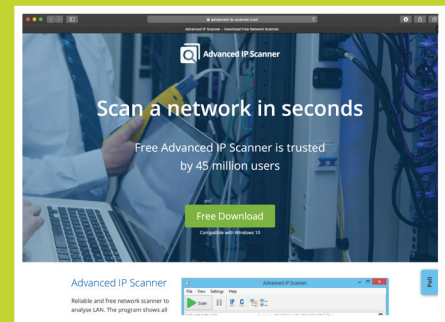 advanced-ip-scanner.com
Advanced IP Scanner – Download Free Network Scanner.
Advanced IP Scanner
Scan a network in seconds
Free Advanced IP Scanner is trusted
by 45 million users
and
Free Download
Compatible with Windows 10
Poll
Advanced IP Scanner
Reliable and free network scanner to
analyse LAN. The program shows all
Advanced IP Scanner
File View Settings Help
Scan
IP C